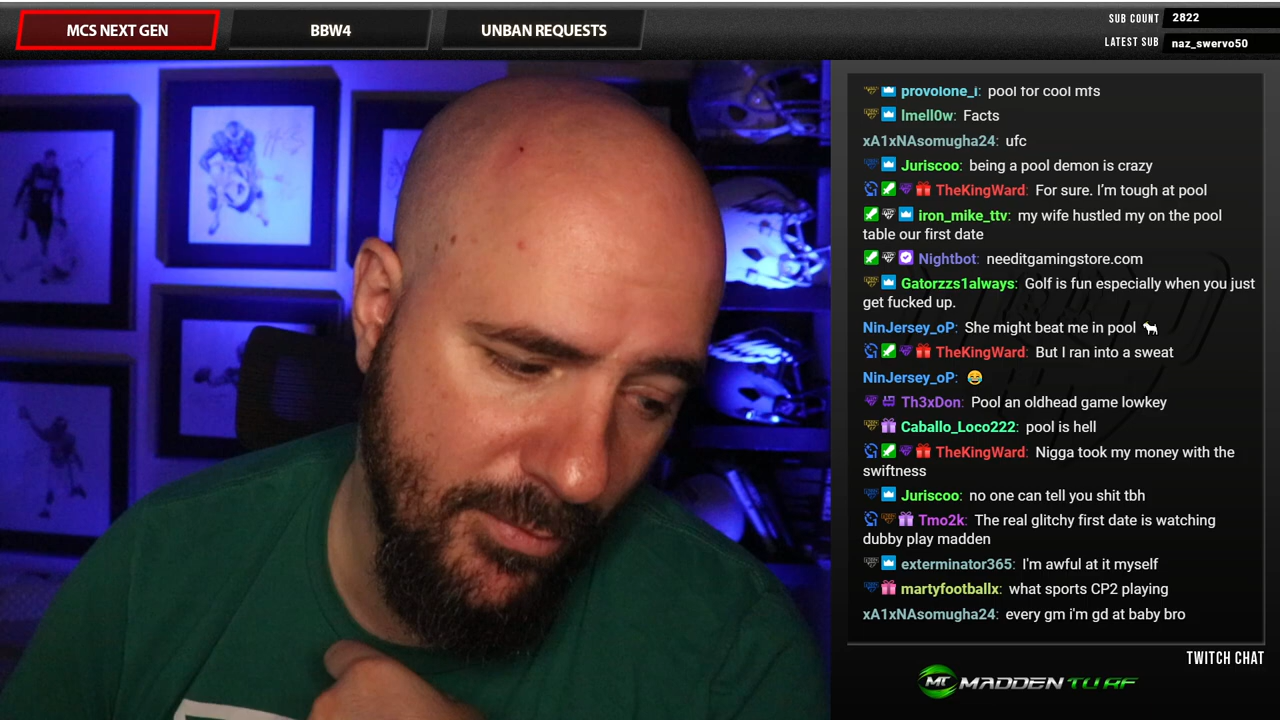 MCS NEXT GEN
BBW4
UNBAN REQUESTS
SUB COUNT 2822
LATEST SUB naz_swervo50
provolone_i: pool for cool mfs
lmell0w: Facts
xA1xNAsomugha24: ufc
Juriscoo: being a pool demon is crazy
TheKingWard: For sure. I'm tough at pool
iron_mike_ttv: my wife hustled my on the pool
table our first date
Nightbot: needitgamingstore.com
Gatorzzs1always: Golf is fun especially when you just
get fucked up.
NinJersey_oP: She might beat me in pool 🐐
TheKingWard: But I ran into a sweat
NinJersey_oP: 😂
Th3xDon: Pool an oldhead game lowkey
Caballo_Loco222: pool is hell
TheKingWard: Nigga took my money with the
swiftness
Juriscoo: no one can tell you shit tbh
Tmo2k: The real glitchy first date is watching
dubby play madden
exterminator365: I'm awful at it myself
martyfootballx: what sports CP2 playing
xA1xNAsomugha24: every gm i'm gd at baby bro
TWITCH CHAT
MT MADDEN TURF